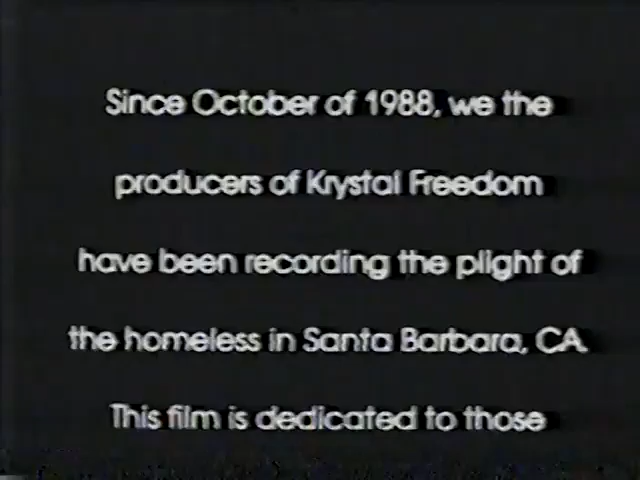 Since October of 1988, we the
producers of Krystal Freedom
have been recording the plight of
the homeless in Santa Barbara, CA.
This film is dedicated to those